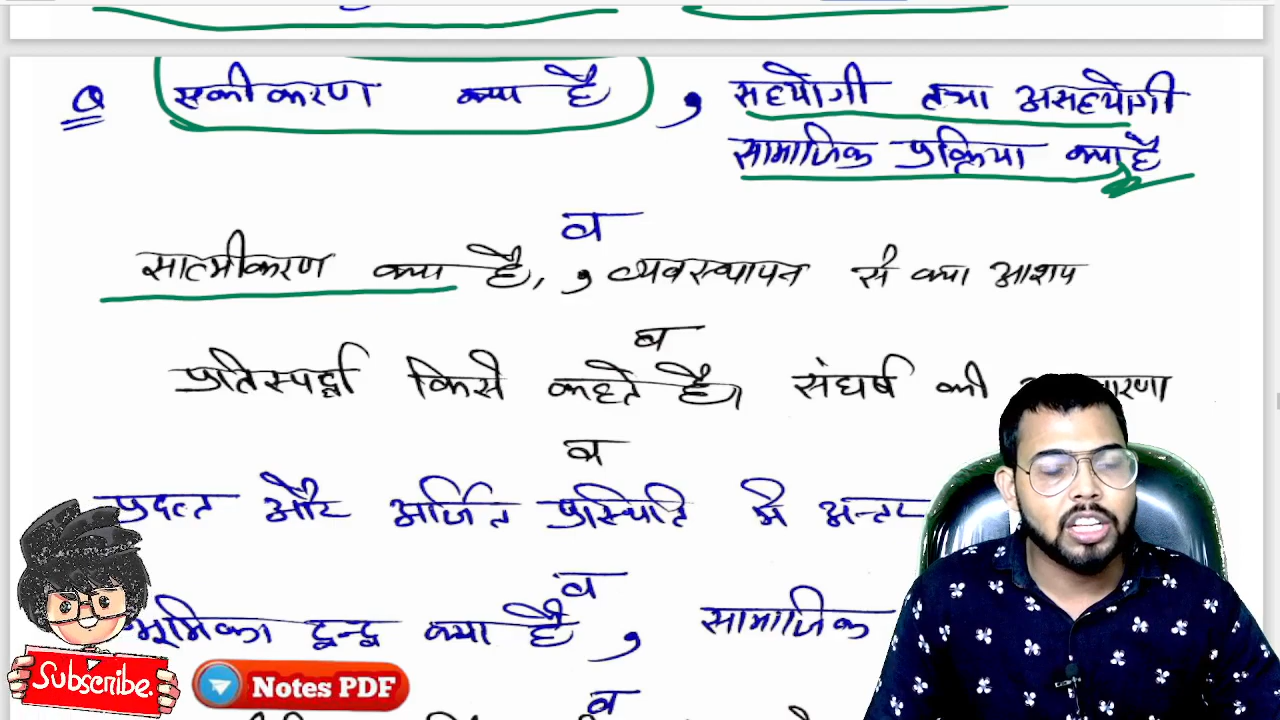 Q एकीकरण क्या है , सहयोगी तथा असहयोगी
सामाजिक प्रक्रिया क्या है
व
सात्मीकरण क्या है, , व्यवस्थापन से क्या आशय
व
प्रतिस्पर्द्धा किसे कहते है, संघर्ष की
व
प्रदत्त और अर्जित प्रस्थिति में अन्तर
व
भूमिका द्वन्द्व क्या है , सामाजिक
व
Subscribe.
Notes PDF